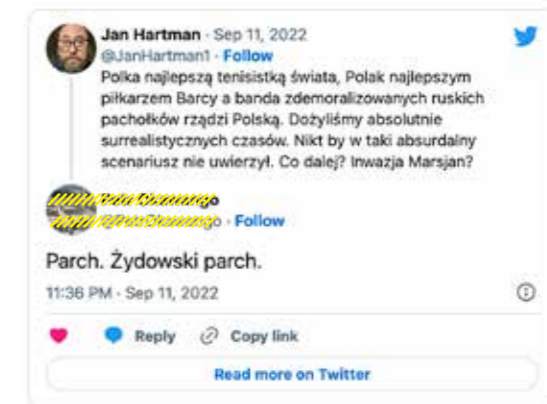 Jan Hartman · Sep 11, 2022
@JanHartman1 · Follow
Polka najlepszą tenisistką świata, Polak najlepszym
piłkarzem Barcy a banda zdemoralizowanych ruskich
pachołków rządzi Polską. Dożyliśmy absolutnie
surrealistycznych czasów. Nikt by w taki absurdalny
scenariusz nie uwierzył. Co dalej? Inwazja Marsjan?
· Follow
Parch. Żydowski parch.
11:36 PM · Sep 11, 2022
Reply Copy link
Read more on Twitter